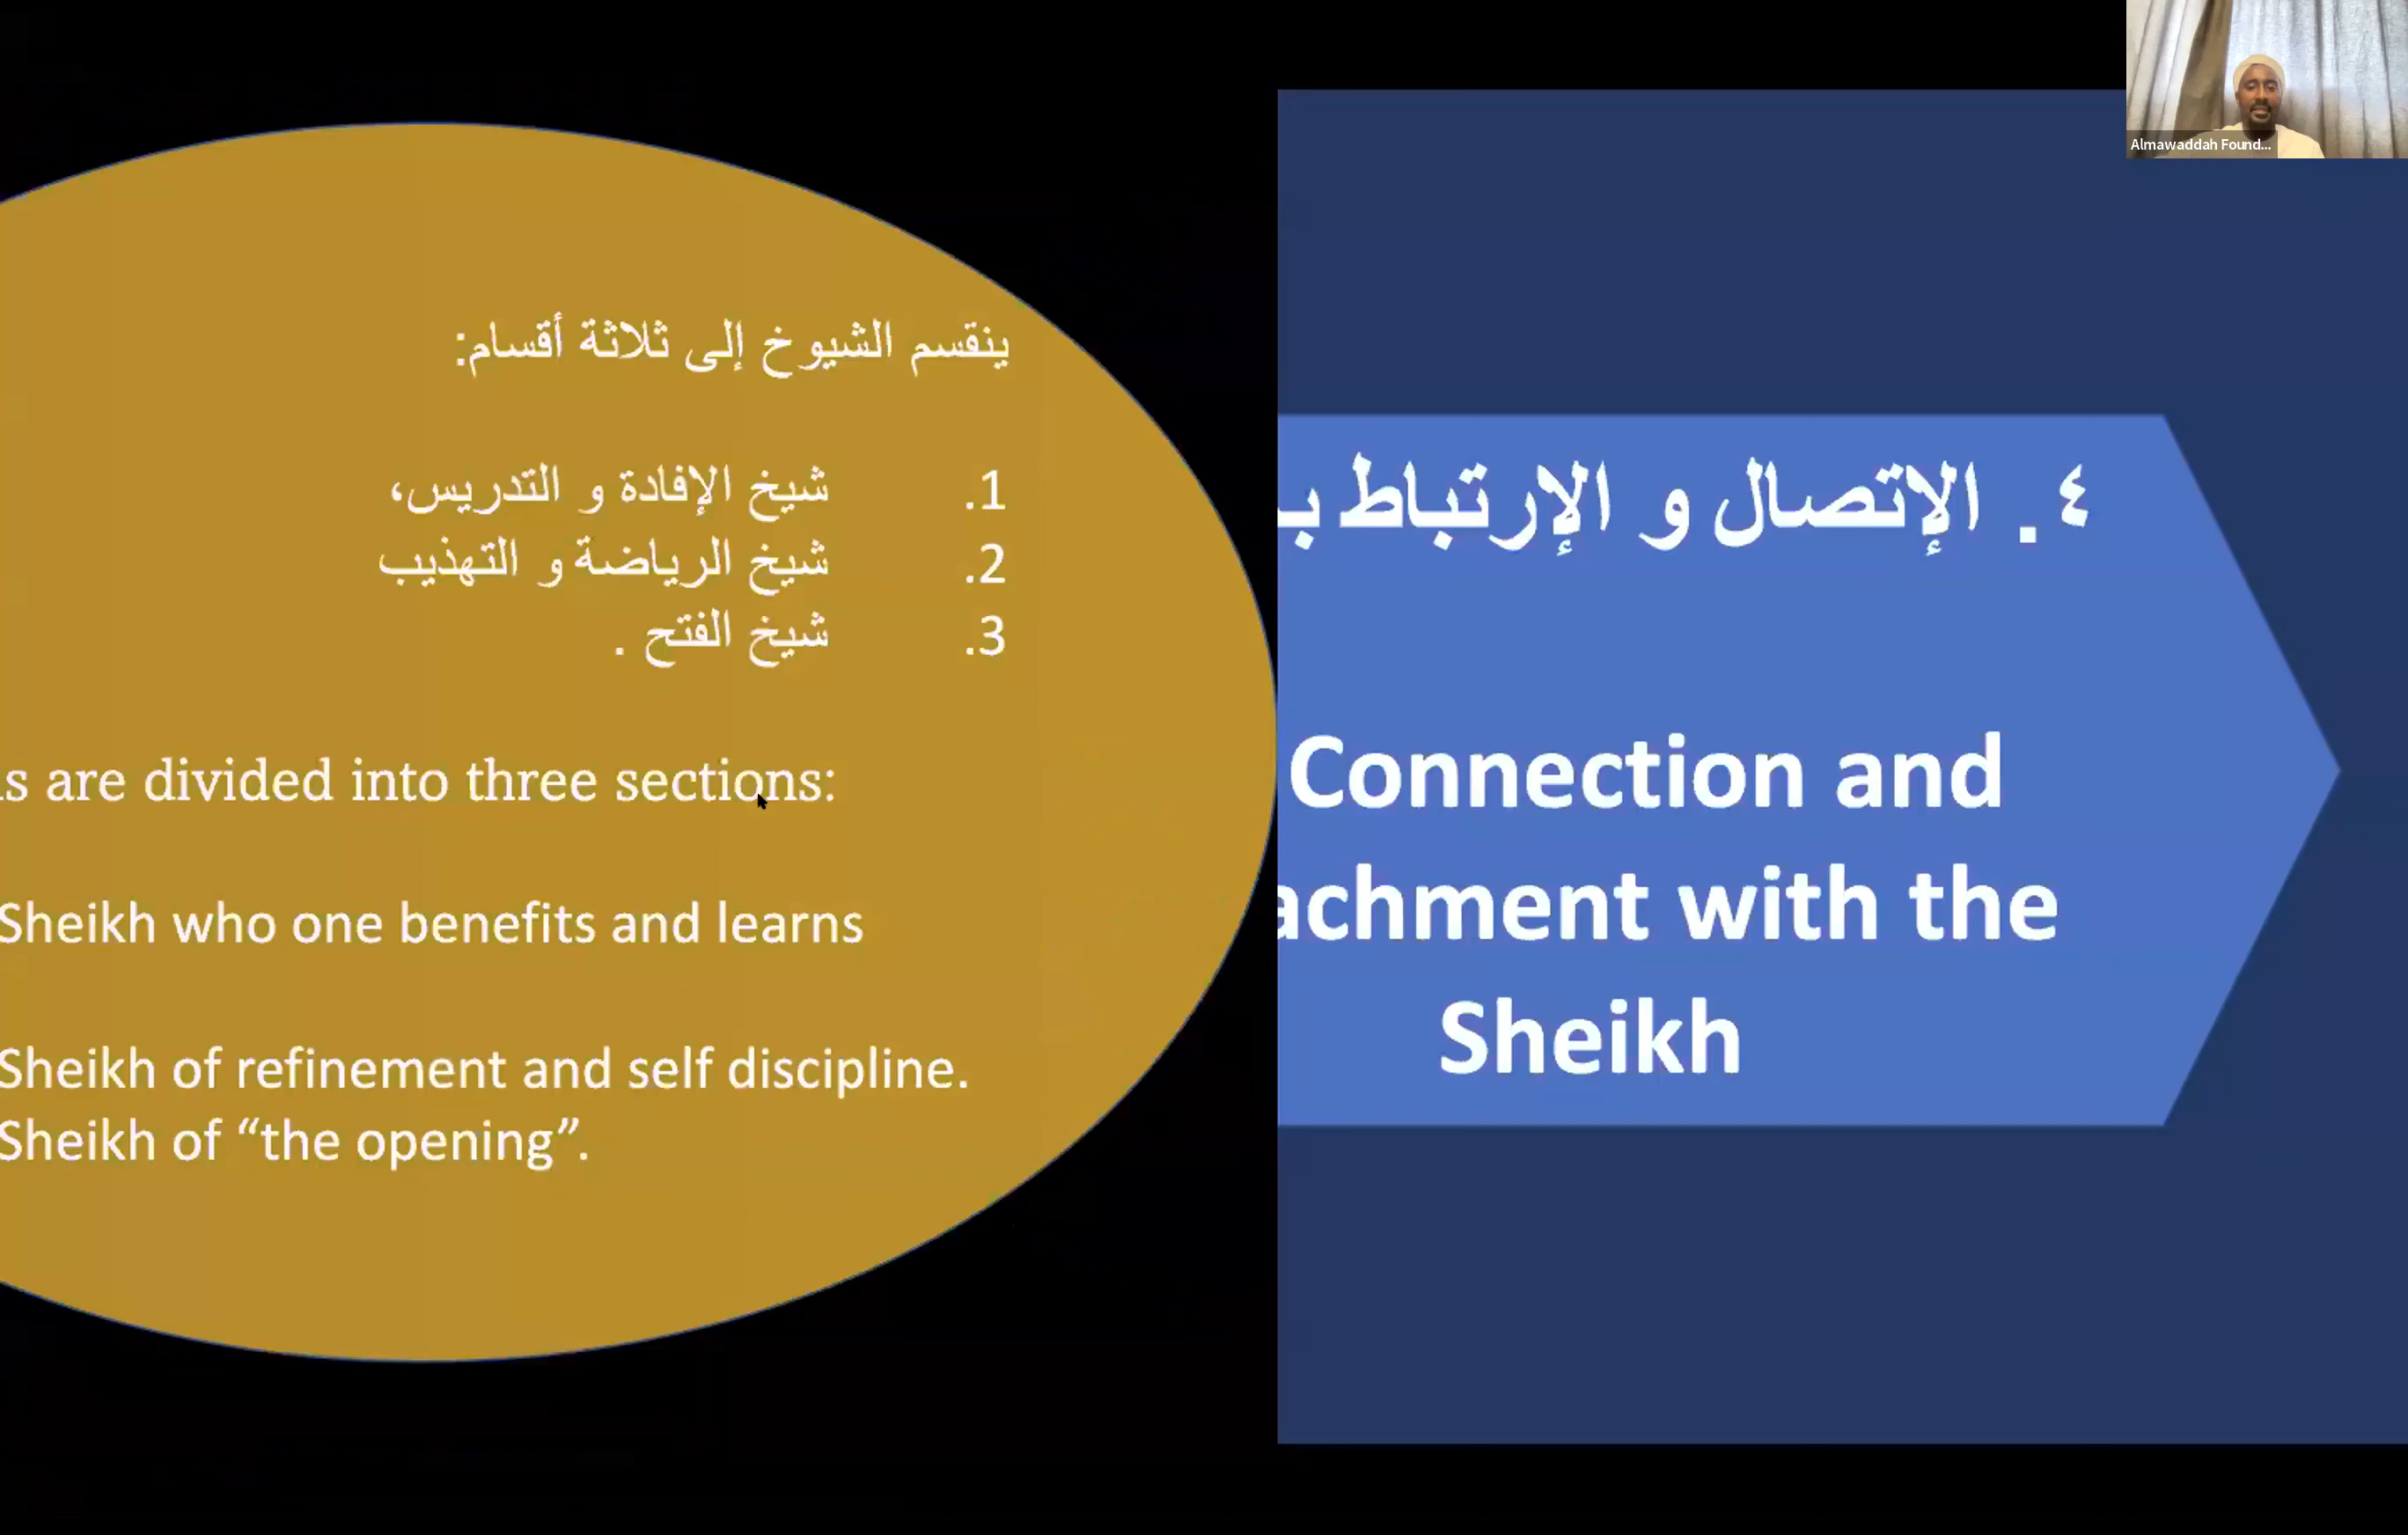 ينقسم الشيوخ إلى ثلاثة أقسام:
1. شيخ الإفادة و التدريس،
2. شيخ الرياضة و التهذيب
3. شيخ الفتح .
are divided into three sections:
Sheikh who one benefits and learns
Sheikh of refinement and self discipline.
Sheikh of “the opening”.
٤. الإتصال و الإرتباط
Connection and
with the
Sheikh
Almawaddah Found...